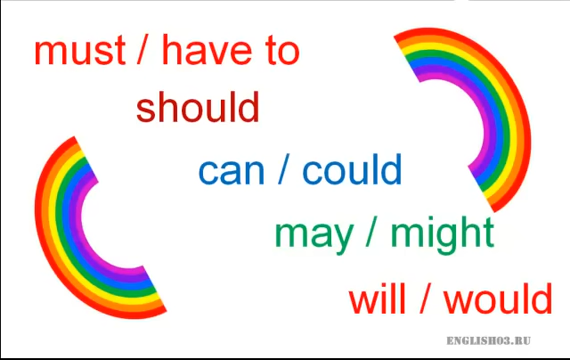 must / have to
should
can / could
may / might
will / would
ENGLISH03.RU